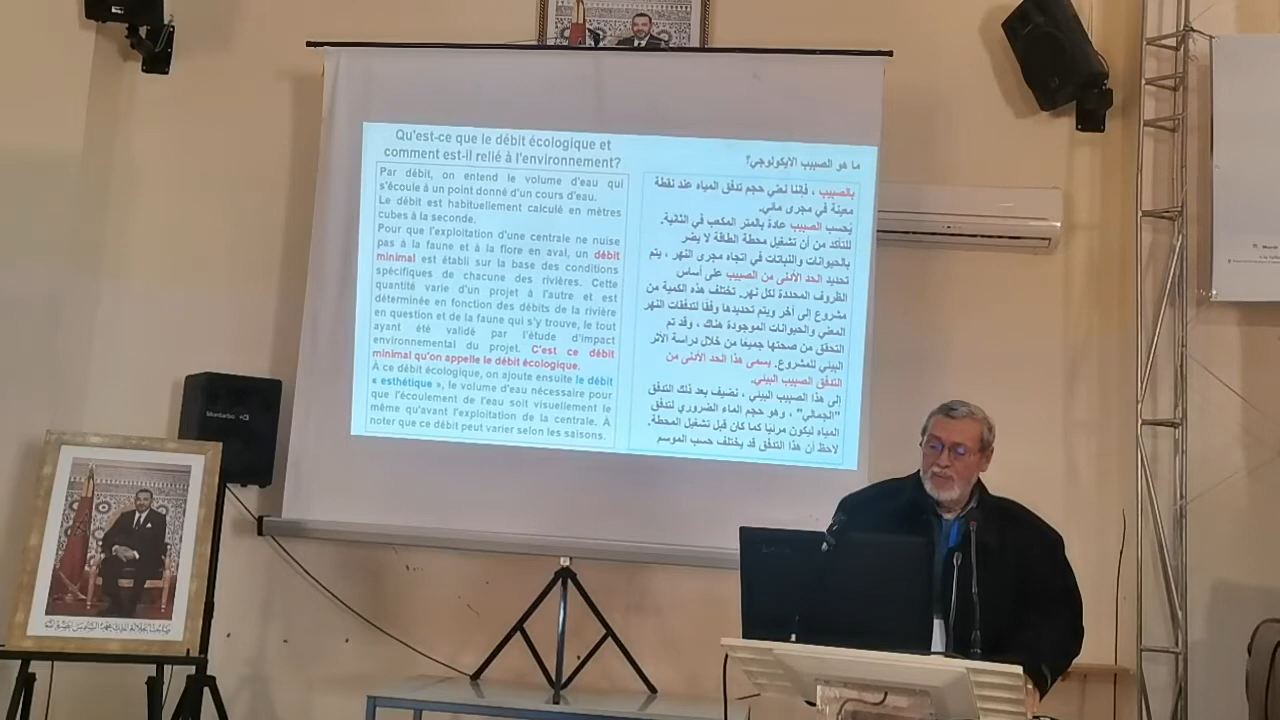 Qu'est-ce que le débit écologique et
comment est-il relié à l'environnement?
Par débit, on entend le volume d'eau qui
s'écoule à un point donné d'un cours d'eau.
Le débit est habituellement calculé en mètres
cubes à la seconde.
Pour que l'exploitation d'une centrale ne nuise
pas à la faune et à la flore en aval, un débit
minimal est établi sur la base des conditions
spécifiques de chacune des rivières. Cette
quantité varie d'un projet à l'autre et est
déterminée en fonction des débits de la rivière
en question et de la faune qui s'y trouve, le tout
ayant été validé par l'étude d'impact
environnemental du projet. C'est ce débit
minimal qu'on appelle le débit écologique.
À ce débit écologique, on ajoute ensuite le débit
« esthétique », le volume d'eau nécessaire pour
que l'écoulement de l'eau soit visuellement le
même qu'avant l'exploitation de la centrale. À
noter que ce débit peut varier selon les saisons.
ما هو الصبيب الايكولوجي؟
بالصبيب ، فإننا نعني حجم تدفق المياه عند نقطة
معينة في مجرى مائي.
يُحسب الصبيب عادة بالمتر المكعب في الثانية.
للتأكد من أن تشغيل محطة الطاقة لا يضر
بالحيوانات والنباتات في اتجاه مجرى النهر ، يتم
تحديد الحد الأدنى من الصبيب على أساس
الظروف المحددة لكل نهر. تختلف هذه الكمية من
مشروع إلى آخر ويتم تحديدها وفقا لتدفقات النهر
المعني والحيوانات الموجودة هناك ، وقد تم
التحقق من صحتها جميعًا من خلال دراسة الأثر
البيئي للمشروع. يسمى هذا الحد الأدنى من
التدفق الصبيب البيئي.
إلى هذا الصبيب البيئي ، نضيف بعد ذلك التدفق
"الجمالي" ، وهو حجم الماء الضروري لتدفق
المياه ليكون مرئيا كما كان قبل تشغيل المحطة.
لاحظ أن هذا التدفق قد يختلف حسب الموسم
Montarbo